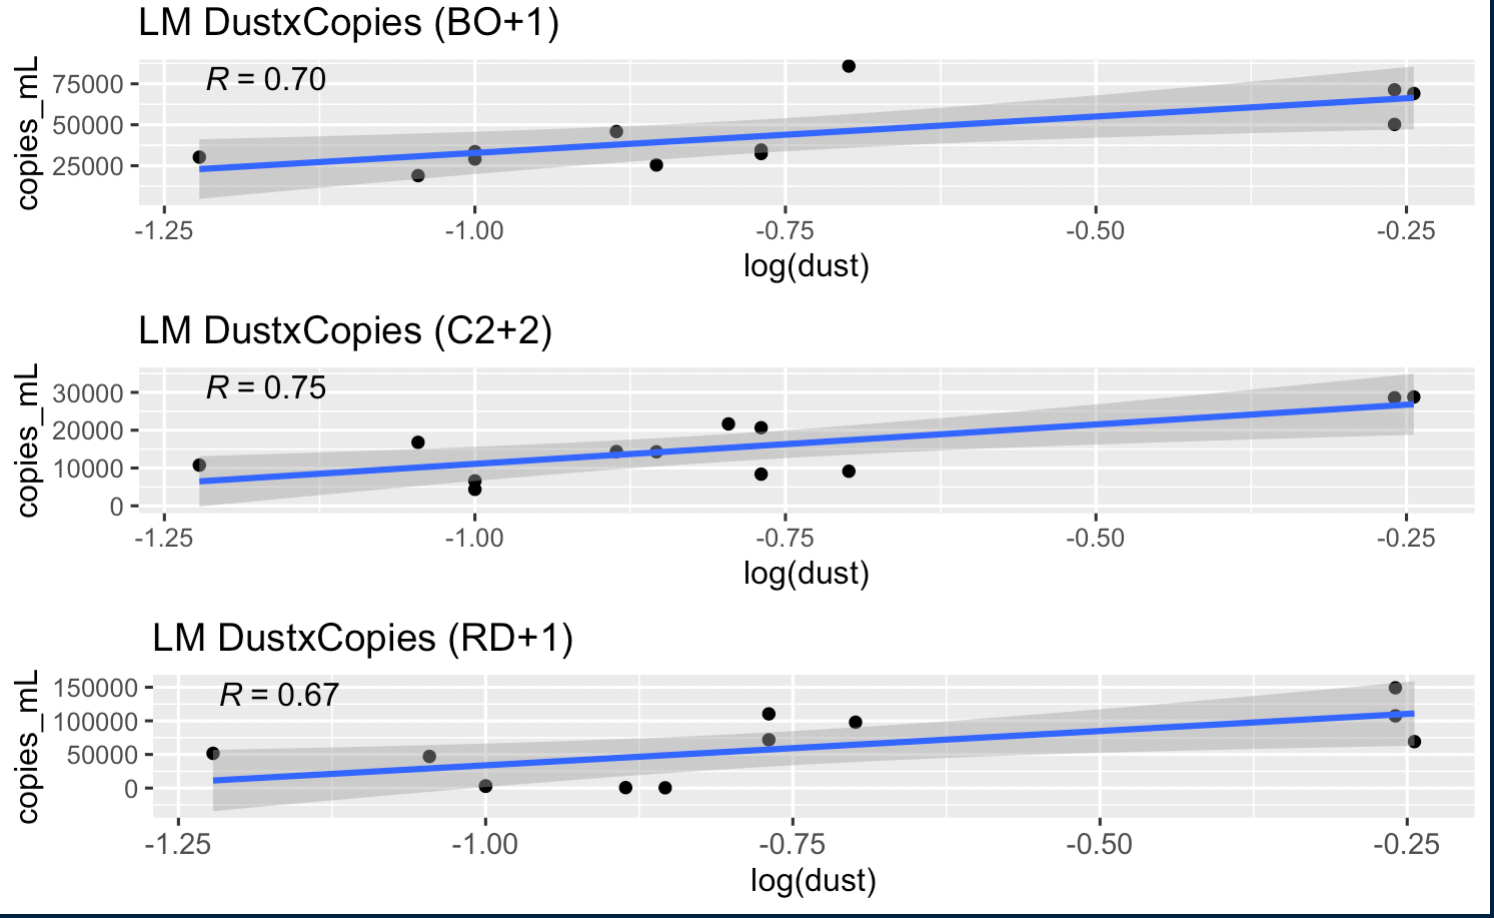 LM DustxCopies (BO+1)
R = 0.70
copies_mL
75000
50000
25000
-1.25 -1.00 -0.75 -0.50 -0.25
log(dust)
LM DustxCopies (C2+2)
R = 0.75
copies_mL
30000
20000
10000
0
-1.25 -1.00 -0.75 -0.50 -0.25
log(dust)
LM DustxCopies (RD+1)
R = 0.67
copies_mL
150000
100000
50000
0
-1.25 -1.00 -0.75 -0.50 -0.25
log(dust)